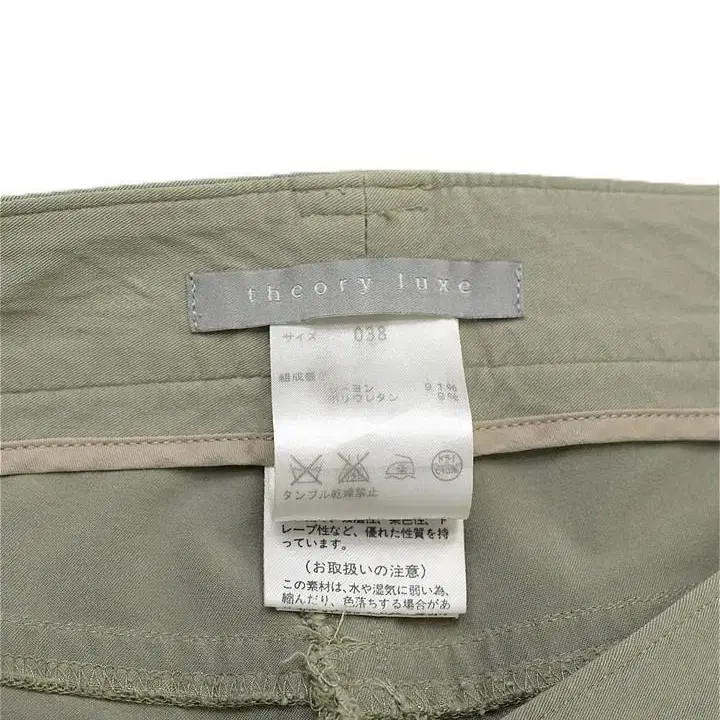 theory luxe
サイズ 038
組成表示
レーヨン 91%
ポリウレタン 9%
タンブル乾燥禁止
レープ性など、優れた性質を持
っています。
(お取扱いの注意)
この素材は、水や湿気に弱い為、
縮んだり、色落ちする場合があ